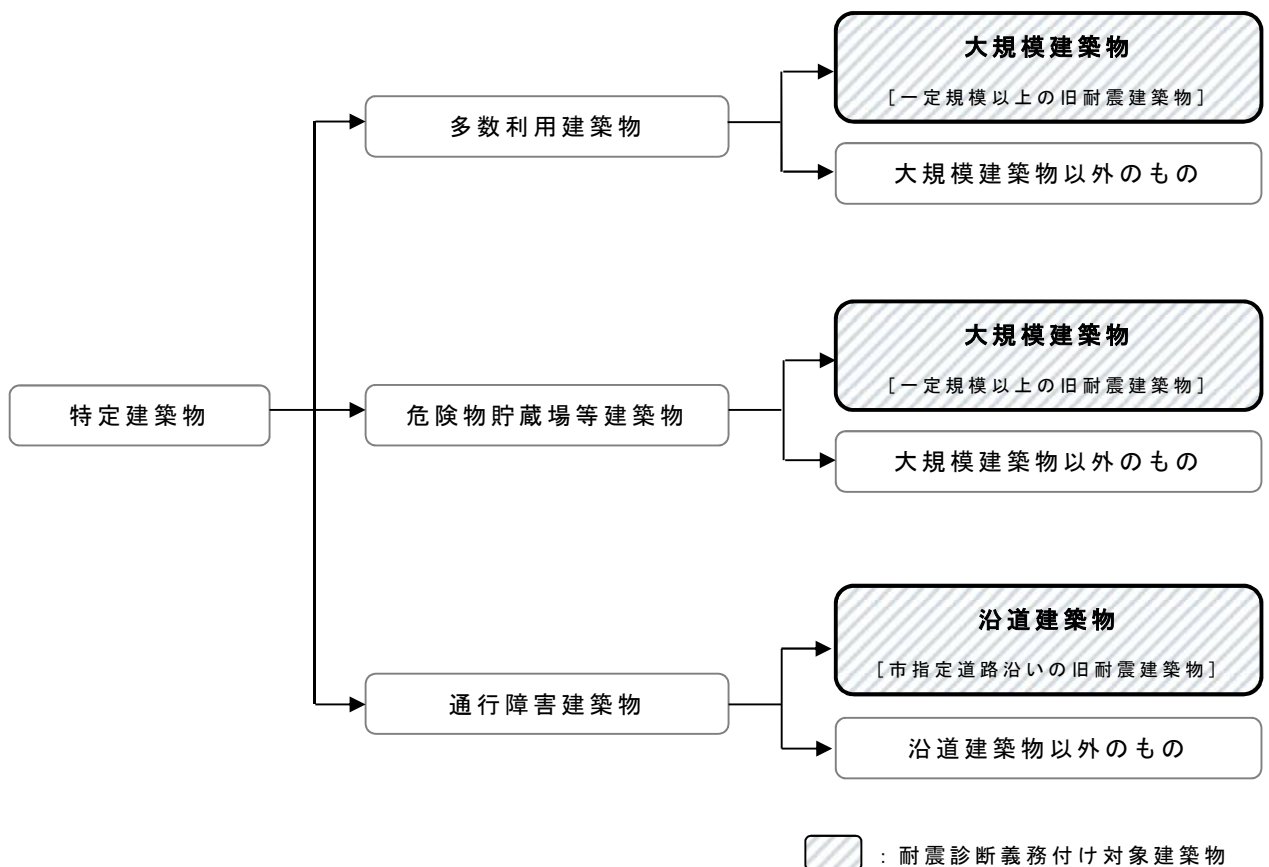 特定建築物
多数利用建築物
大規模建築物
[一定規模以上の旧耐震建築物]
大規模建築物以外のもの
危険物貯蔵場等建築物
大規模建築物
[一定規模以上の旧耐震建築物]
大規模建築物以外のもの
通行障害建築物
沿道建築物
[市指定道路沿いの旧耐震建築物]
沿道建築物以外のもの
：耐震診断義務付け対象建築物